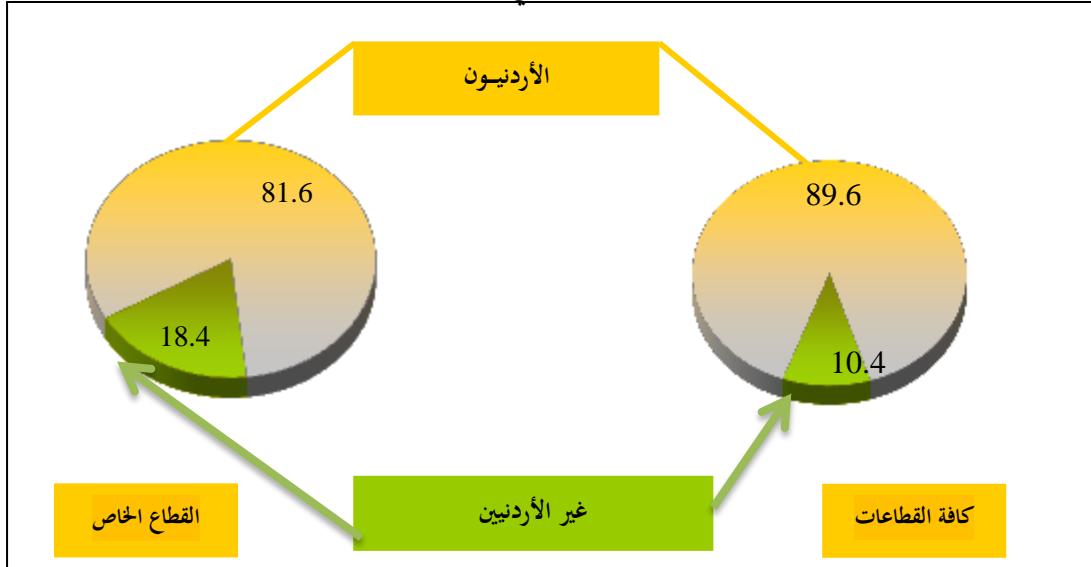 الأردنيـون
89.6
81.6
10.4
18.4
غير الأردنيين
كافة القطاعات
القطاع الخاص